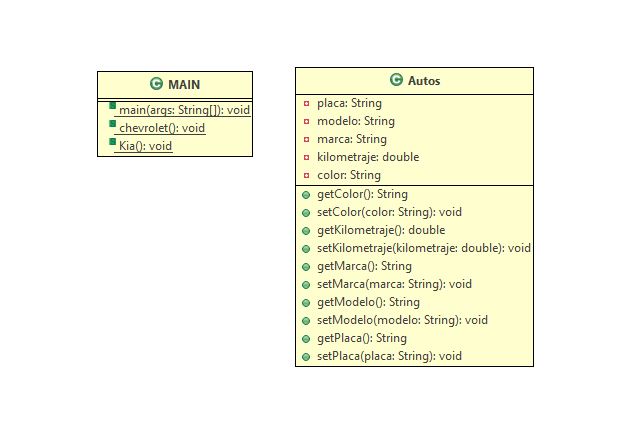 C MAIN
main(args: String[]): void
chevrolet(): void
Kia(): void
C Autos
placa: String
modelo: String
marca: String
kilometraje: double
color: String
getColor(): String
setColor(color: String): void
getKilometraje(): double
setKilometraje(kilometraje: double): void
getMarca(): String
setMarca(marca: String): void
getModelo(): String
setModelo(modelo: String): void
getPlaca(): String
setPlaca(placa: String): void